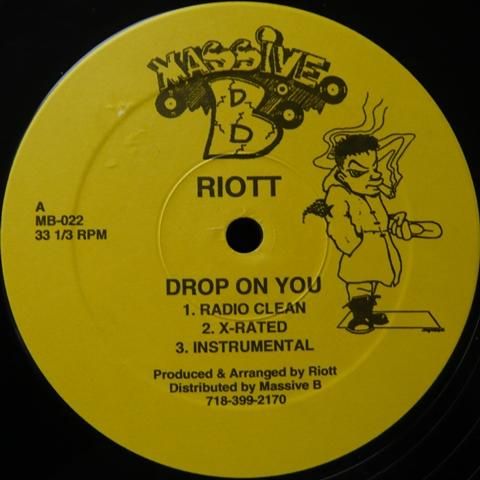 MASSIVE
B
D D
RIOTT
A
MB-022
33 1/3 RPM
DROP ON YOU
1. RADIO CLEAN
2. X-RATED
3. INSTRUMENTAL
Produced & Arranged by Riott
Distributed by Massive B
718-399-2170